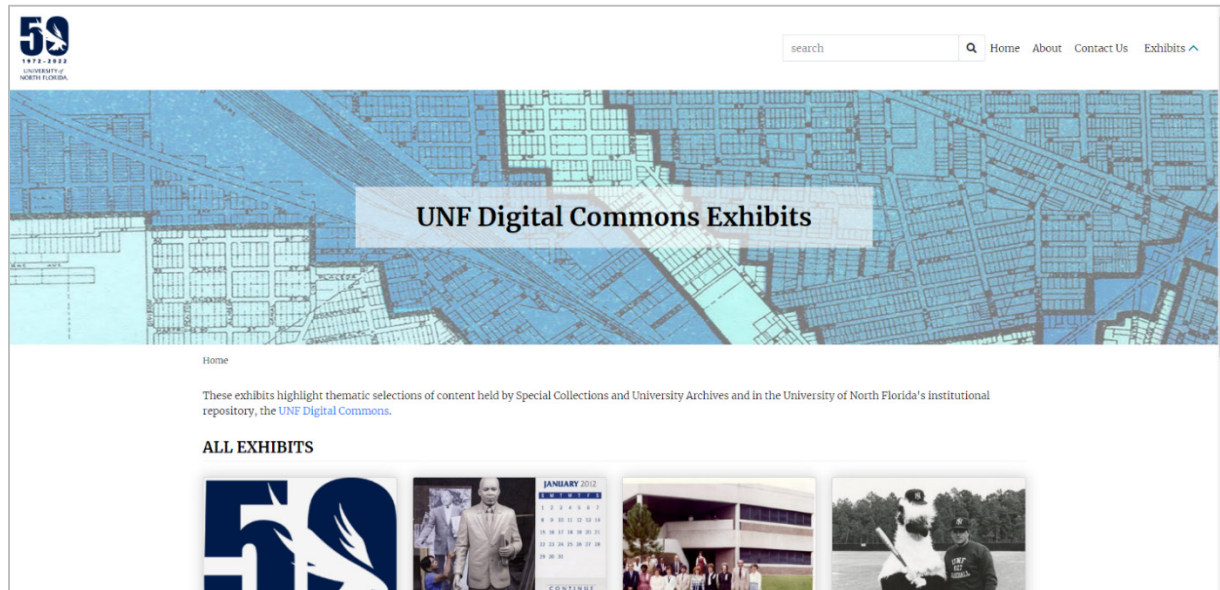 50
1972-2022
UNIVERSITY of
NORTH FLORIDA.
search
Home About Contact Us Exhibits
UNF Digital Commons Exhibits
Home
These exhibits highlight thematic selections of content held by Special Collections and University Archives and in the University of North Florida's institutional
repository, the UNF Digital Commons.
ALL EXHIBITS
50
JANUARY 2012
S M T W T F S
1 2 3 4 5 6 7
8 9 10 11 12 13 14
15 16 17 18 19 20 21
22 23 24 25 26 27 28
29 30 31
CONTINUE
UNF